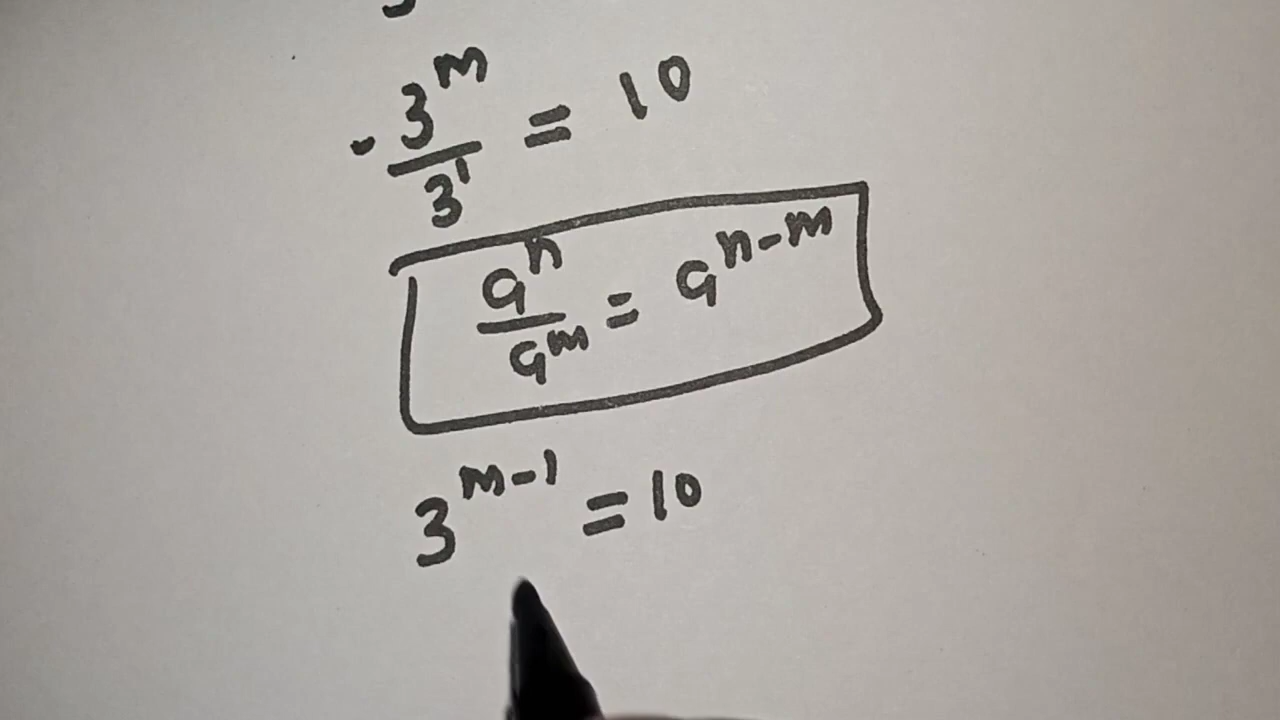 3^m/3^1 = 10
a^n/a^m = a^(n-m)
3^(m-1) = 10